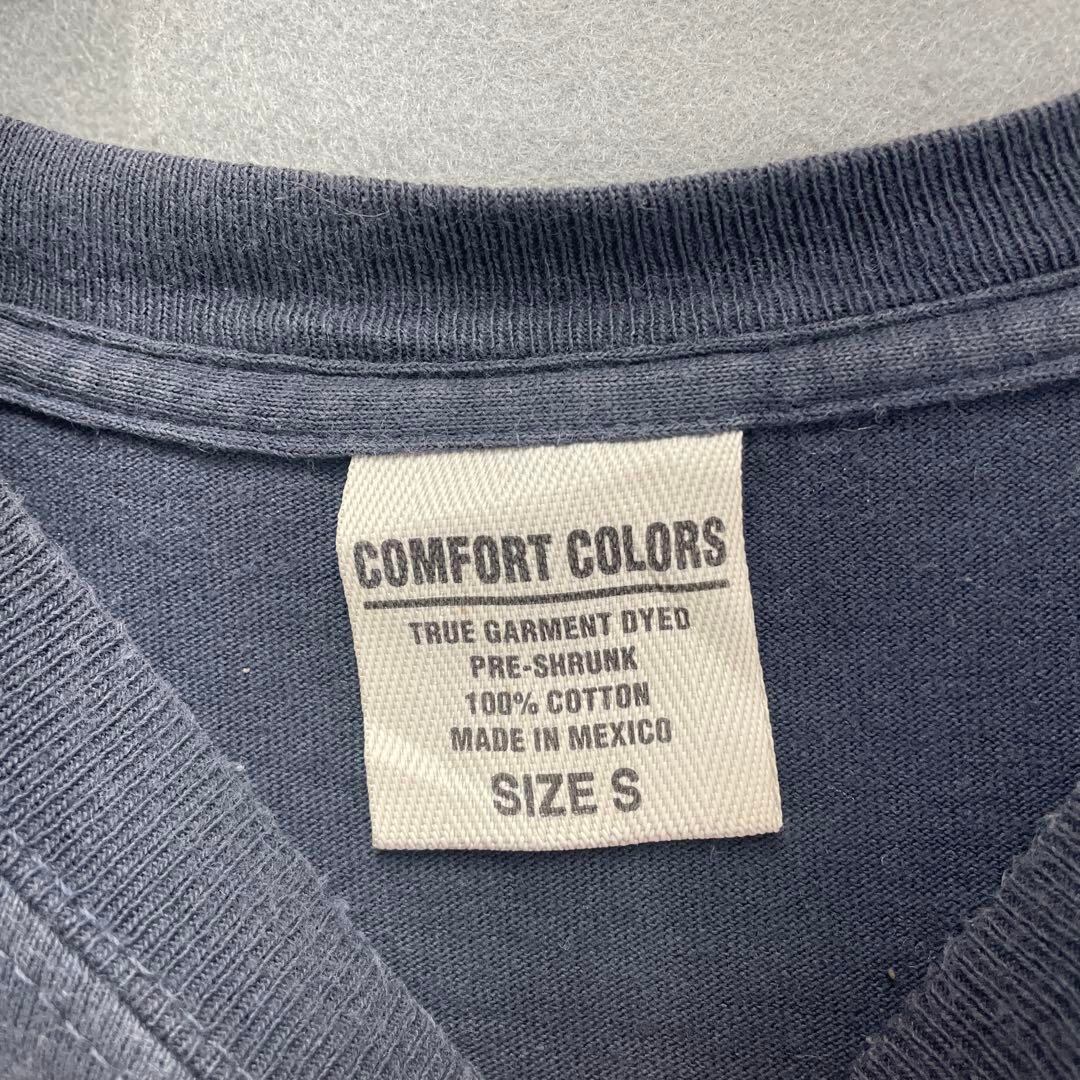 COMFORT COLORS
TRUE GARMENT DYED
PRE-SHRUNK
100% COTTON
MADE IN MEXICO
SIZE S